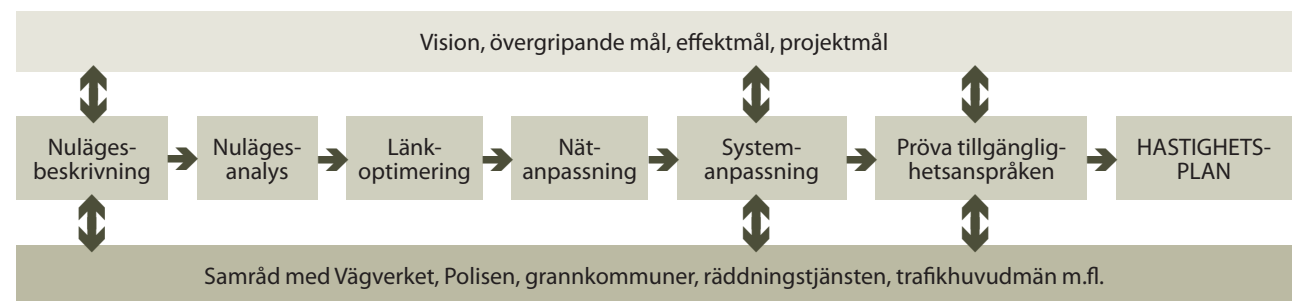 Vision, övergripande mål, effektmål, projektmål
Nuläges-
beskrivning
Nuläges-
analys
Länk-
optimering
Nät-
anpassning
System-
anpassning
Pröva tillgänglig-
hetsanspråken
HASTIGHETS-
PLAN
Samråd med Vägverket, Polisen, grannkommuner, räddningstjänsten, trafikhuvudmän m.fl.